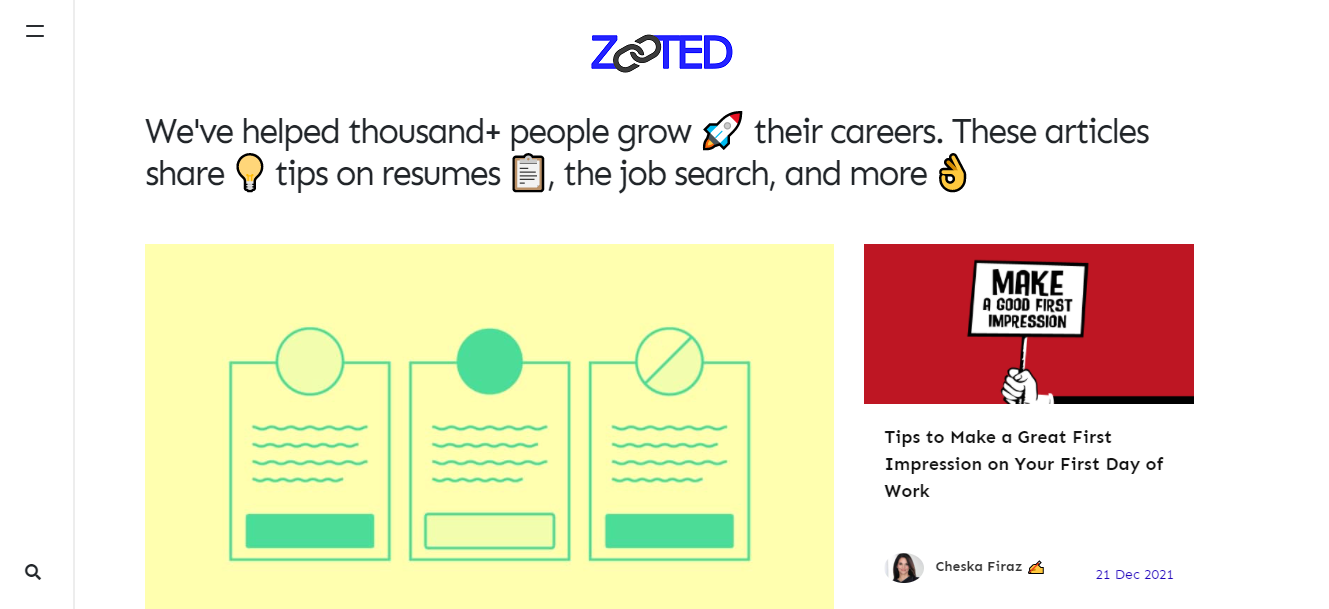 ZOOTED
We've helped thousand+ people grow 🚀 their careers. These articles
share 💡 tips on resumes 📋, the job search, and more 👌
MAKE
A GOOD FIRST
IMPRESSION
Tips to Make a Great First
Impression on Your First Day of
Work
Cheska Firaz ✍
21 Dec 2021